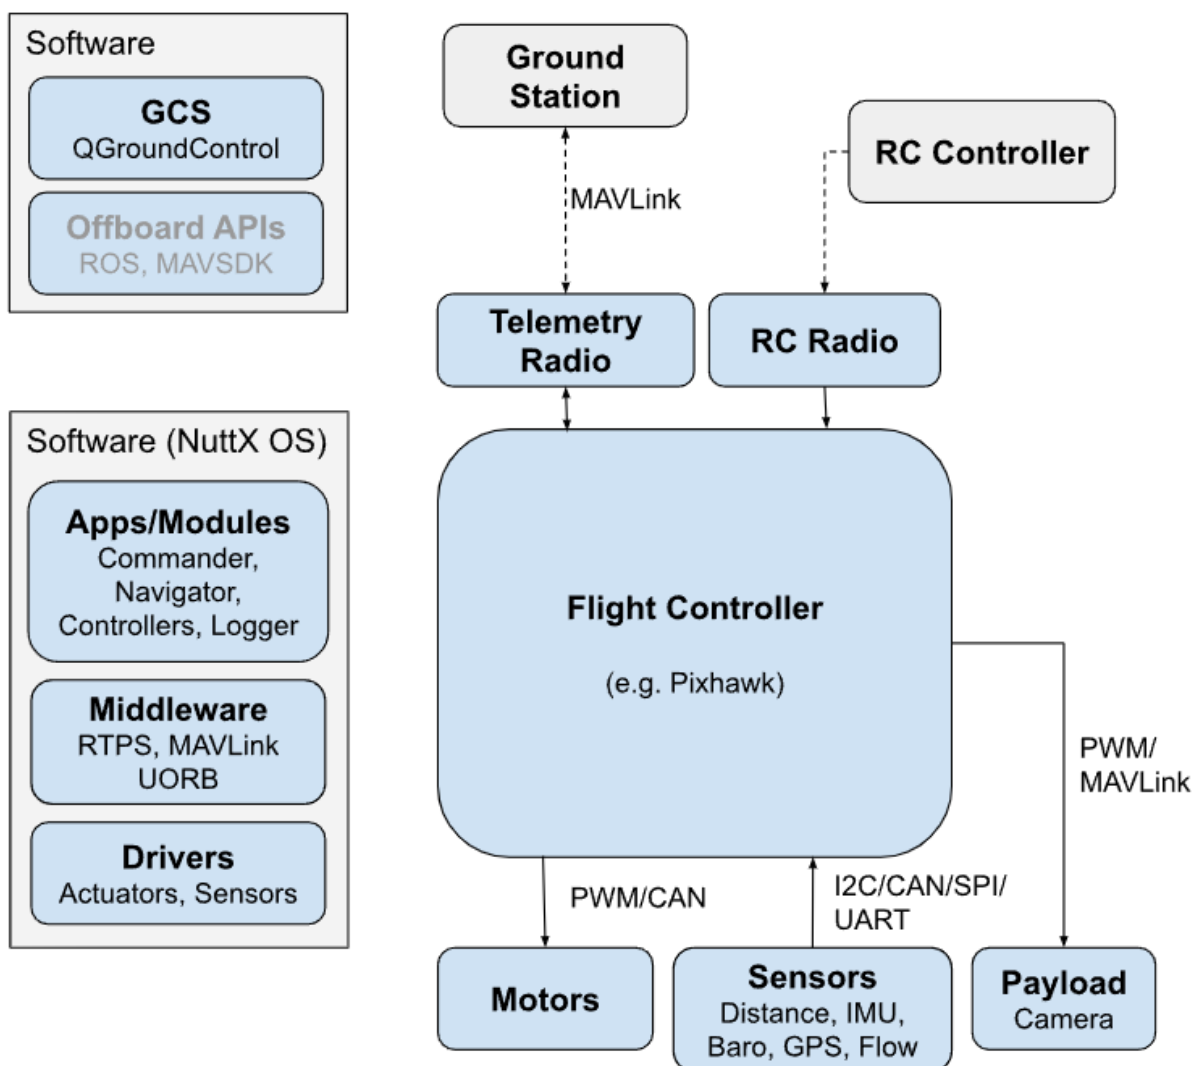 Software
GCS
QGroundControl
Offboard APIs
ROS, MAVSDK
Ground
Station
RC Controller
MAVLink
Telemetry
Radio
RC Radio
Software (NuttX OS)
Apps/Modules
Commander,
Navigator,
Controllers, Logger
Middleware
RTPS, MAVLink
UORB
Drivers
Actuators, Sensors
Flight Controller
(e.g. Pixhawk)
PWM/
MAVLink
PWM/CAN
I2C/CAN/SPI/
UART
Motors
Sensors
Distance, IMU,
Baro, GPS, Flow
Payload
Camera